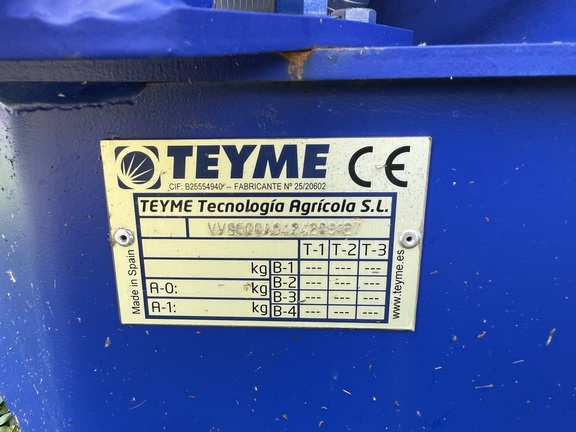 TEYME CE
CIF: B25554940 – FABRICANTE Nº 25/20602
TEYME Tecnología Agrícola S.L.
T-1 T-2 T-3
kg B-1 --- --- ---
A-0: kg B-2 --- --- ---
B-3 --- --- ---
A-1: kg B-4 --- --- ---
Made in Spain
www.teyme.es